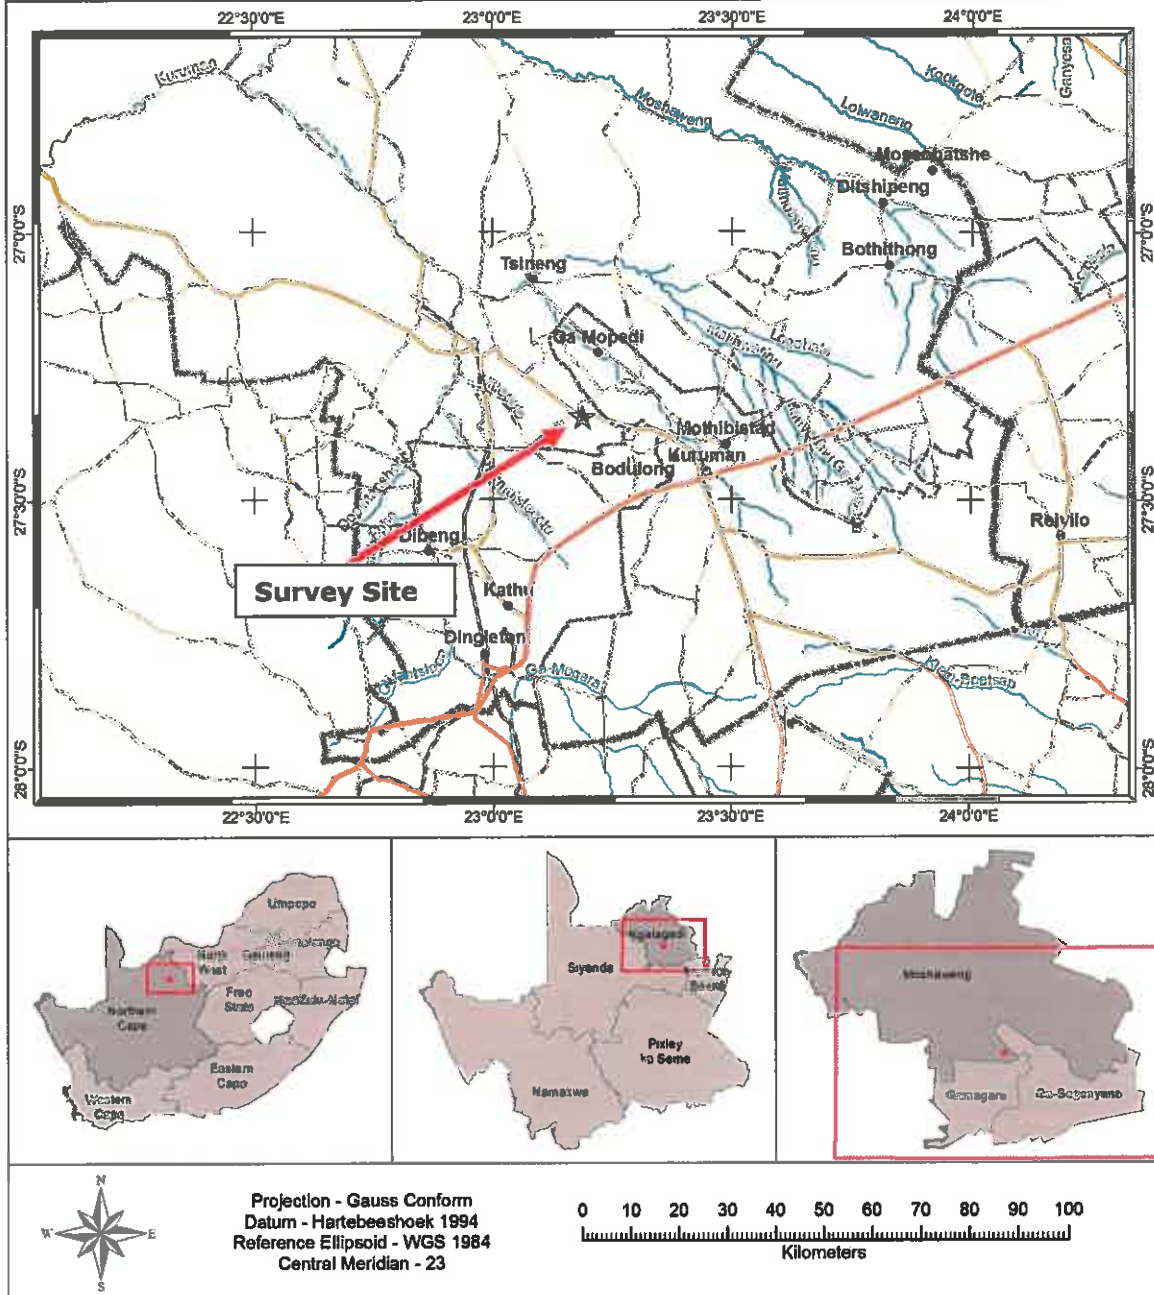 22°30'0"E
23°0'0"E
23°30'0"E
24°0'0"E
Kuruman
Moshaweng
Lolwaneng
Ganyesa
Ditshipeng
27°0'0"S
27°0'0"S
Bothithong
Tsineng
Ga Mopedi
Mothibistad
Kuruman
Bodulong
27°30'0"S
27°30'0"S
Reivilo
Dibeng
Survey Site
Kathu
Ga-Mogara
Klein-Boetsap
28°0'0"S
28°0'0"S
22°30'0"E
23°0'0"E
23°30'0"E
24°0'0"E
Limpopo
North
West
Gauteng
Free
State
Northern
Cape
Eastern
Cape
Western
Cape
Kgalagadi
Siyanda
Pixley
ka Seme
Namakwa
Moshaweng
Gamagara
Ga-Segonyana
N
W
E
S
Projection - Gauss Conform
Datum - Hartebeeshoek 1994
Reference Ellipsoid - WGS 1984
Central Meridian - 23
0 10 20 30 40 50 60 70 80 90 100
Kilometers